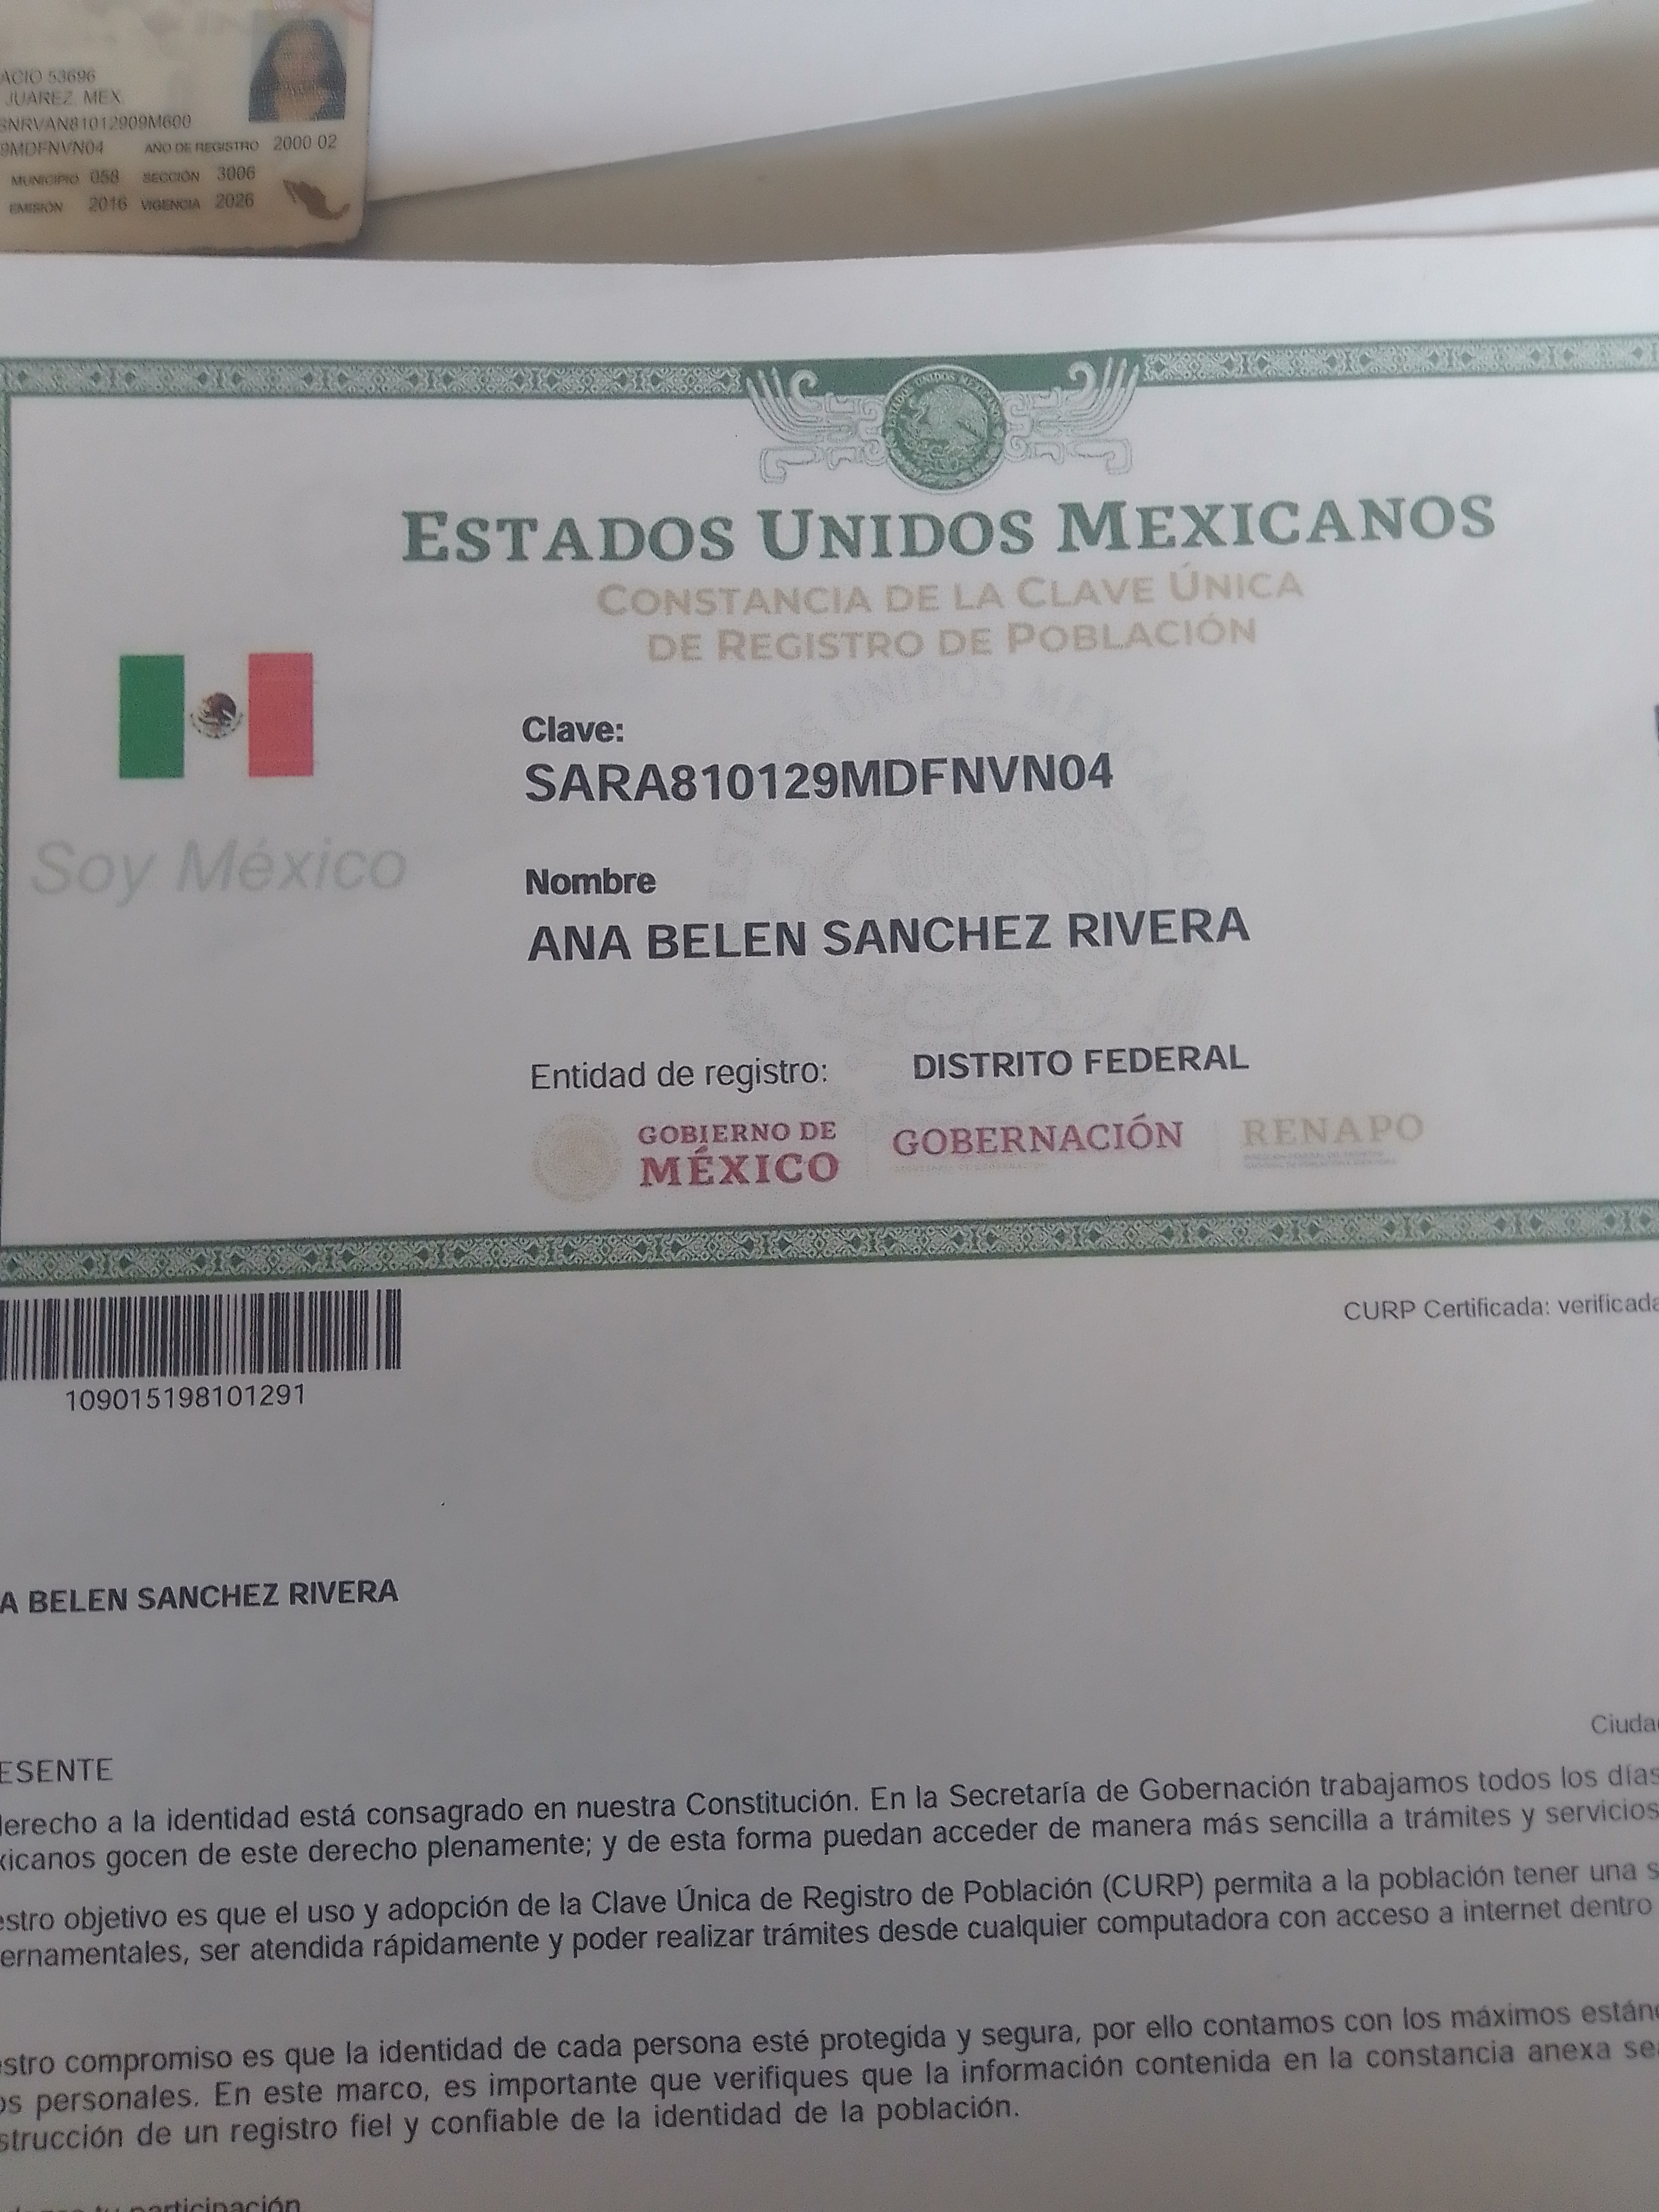 ACIO 53696
JUAREZ, MEX.
SNRVAN81012909M600
9MDFNVN04 AÑO DE REGISTRO 2000 02
MUNICIPIO 058 SECCIÓN 3006
EMISIÓN 2016 VIGENCIA 2026
ESTADOS UNIDOS MEXICANOS
CONSTANCIA DE LA CLAVE ÚNICA
DE REGISTRO DE POBLACIÓN
Clave:
SARA810129MDFNVN04
Soy México
Nombre
ANA BELEN SANCHEZ RIVERA
Entidad de registro: DISTRITO FEDERAL
GOBIERNO DE
MÉXICO
GOBERNACIÓN
RENAPO
CURP Certificada: verificada
109015198101291
A BELEN SANCHEZ RIVERA
Ciuda
ESENTE
derecho a la identidad está consagrado en nuestra Constitución. En la Secretaría de Gobernación trabajamos todos los días
xicanos gocen de este derecho plenamente; y de esta forma puedan acceder de manera más sencilla a trámites y servicios
estro objetivo es que el uso y adopción de la Clave Única de Registro de Población (CURP) permita a la población tener una s
ernamentales, ser atendida rápidamente y poder realizar trámites desde cualquier computadora con acceso a internet dentro
estro compromiso es que la identidad de cada persona esté protegida y segura, por ello contamos con los máximos están
os personales. En este marco, es importante que verifiques que la información contenida en la constancia anexa se
strucción de un registro fiel y confiable de la identidad de la población.
tu participación